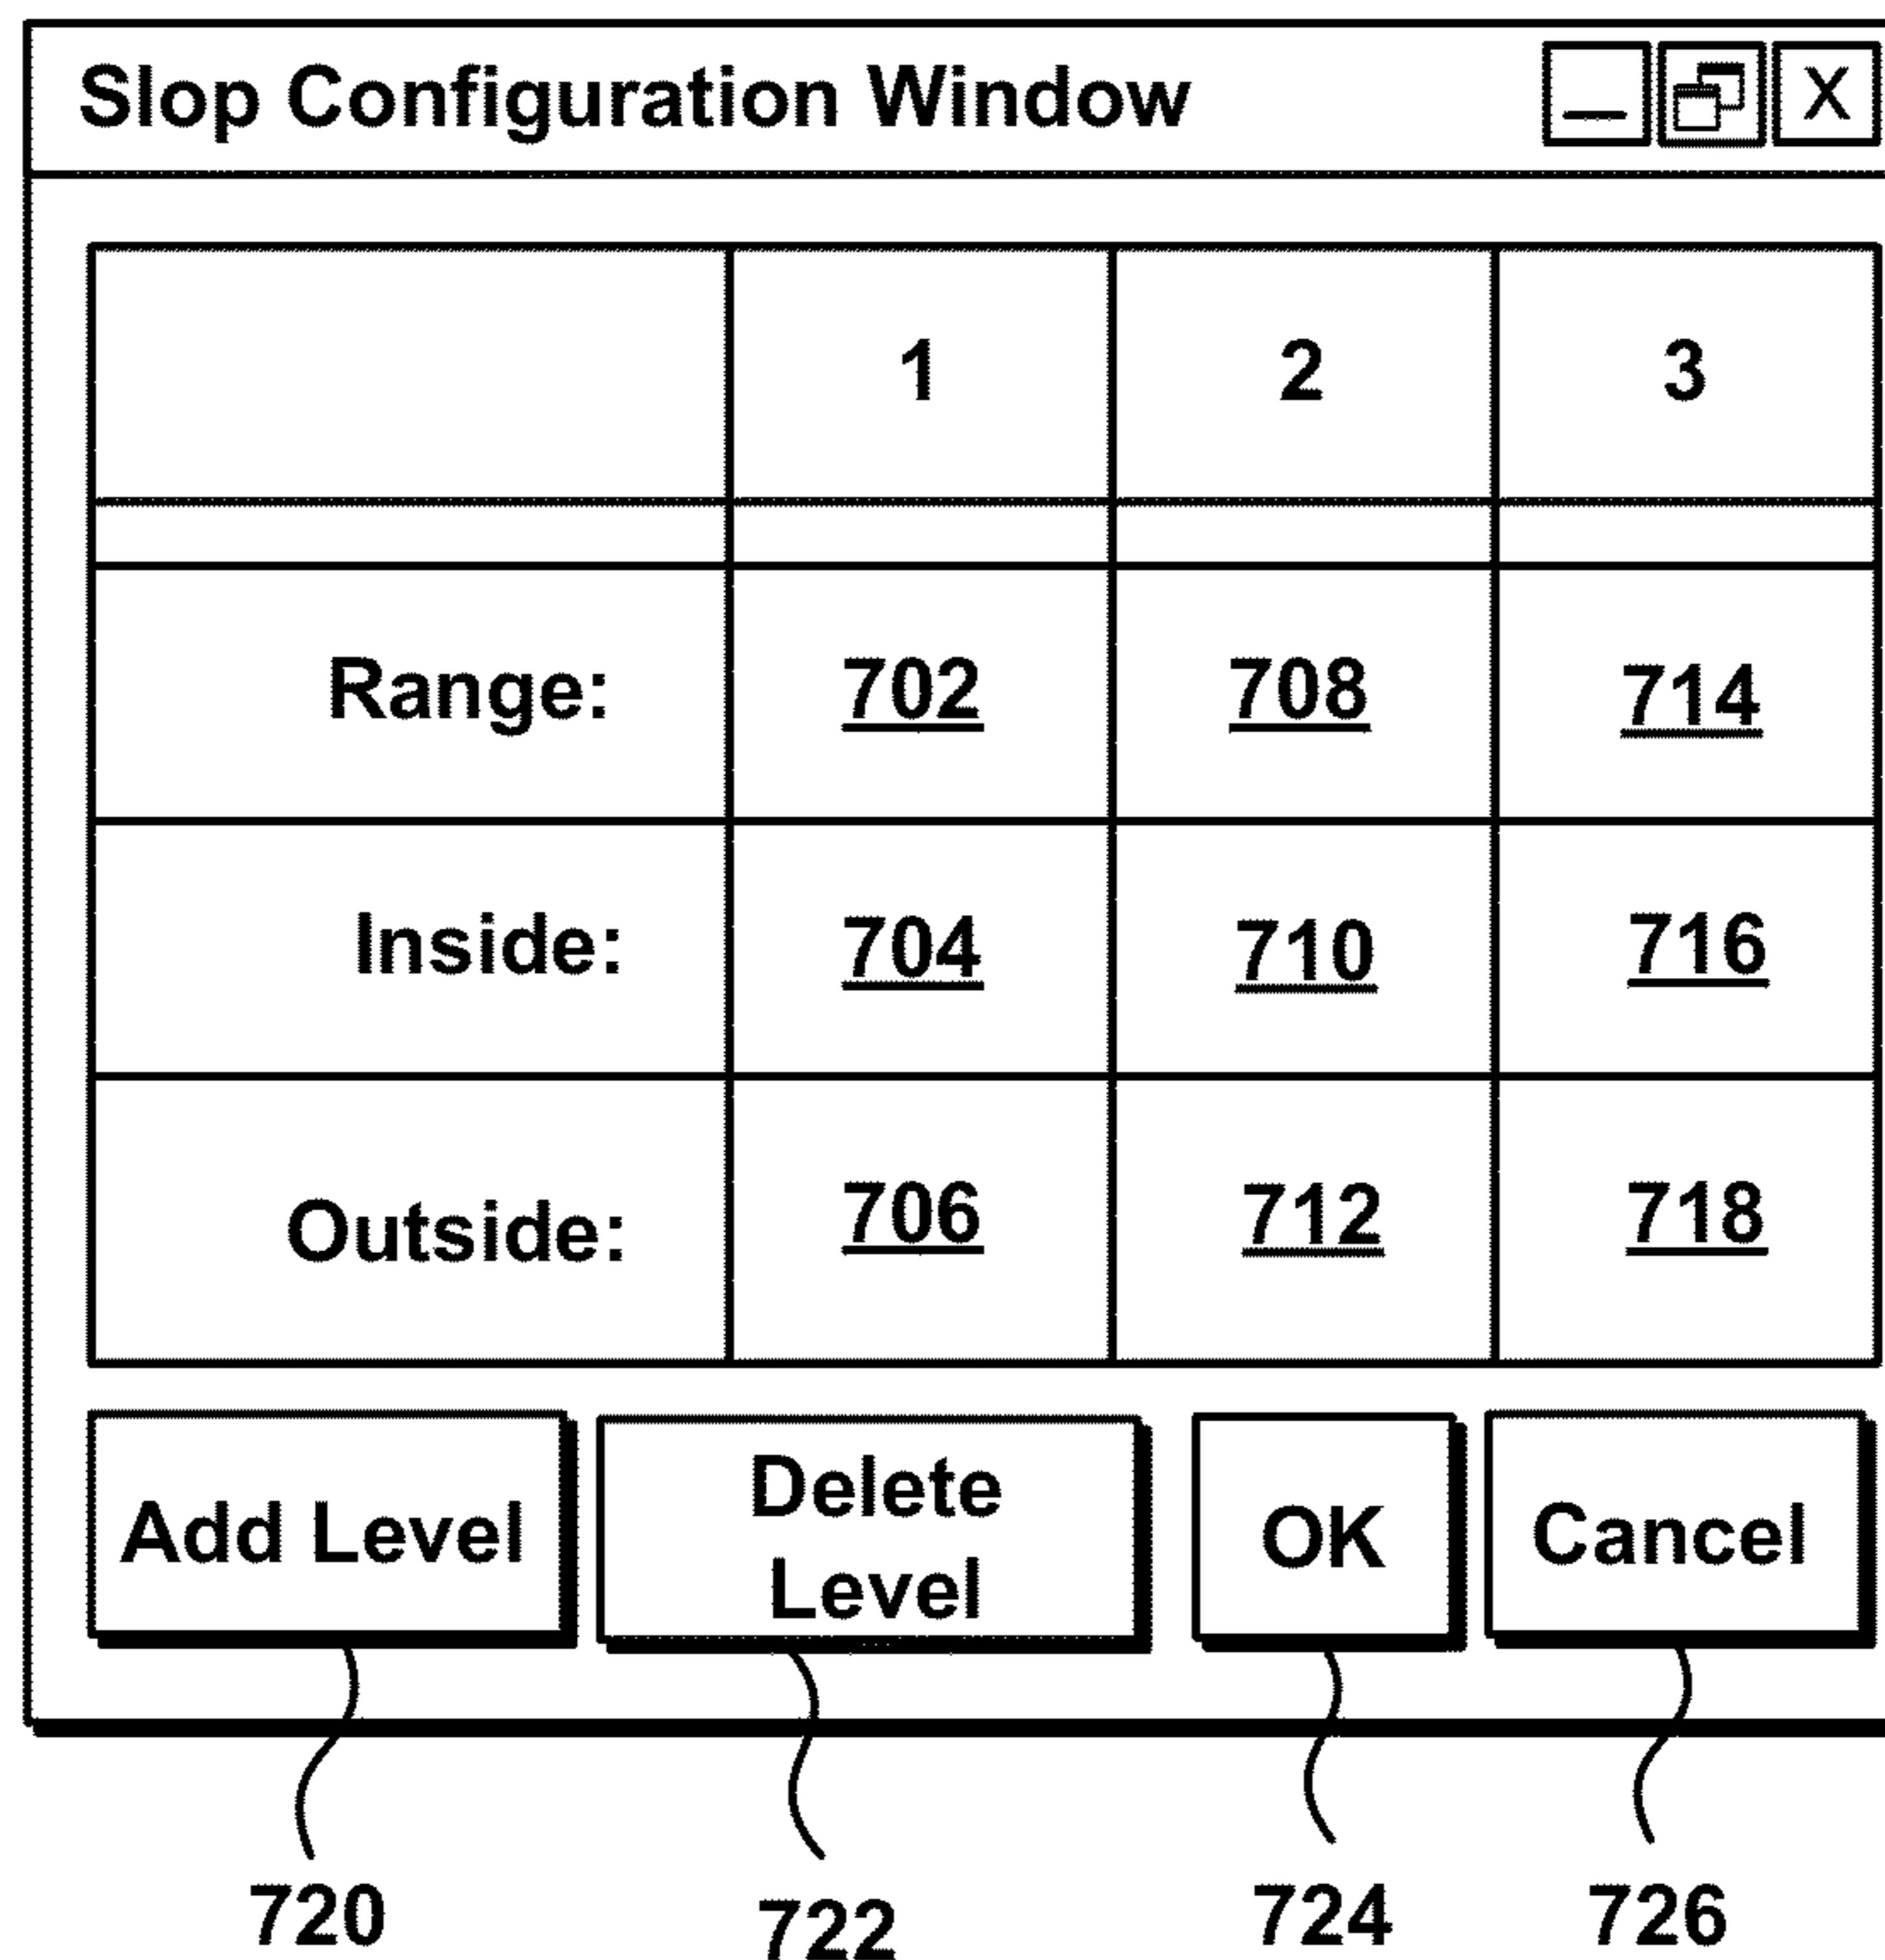 Slop Configuration Window X
1 2 3
Range: 702 708 714
Inside: 704 710 716
Outside: 706 712 718
Add Level Delete Level OK Cancel
720 722 724 726